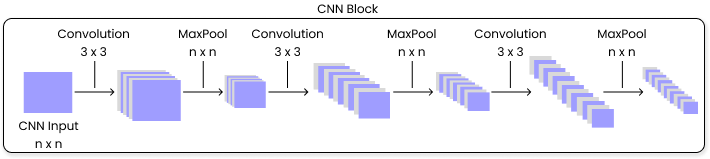 CNN Block
Convolution
3 x 3
MaxPool
n x n
Convolution
3 x 3
MaxPool
n x n
Convolution
3 x 3
MaxPool
n x n
CNN Input
n x n